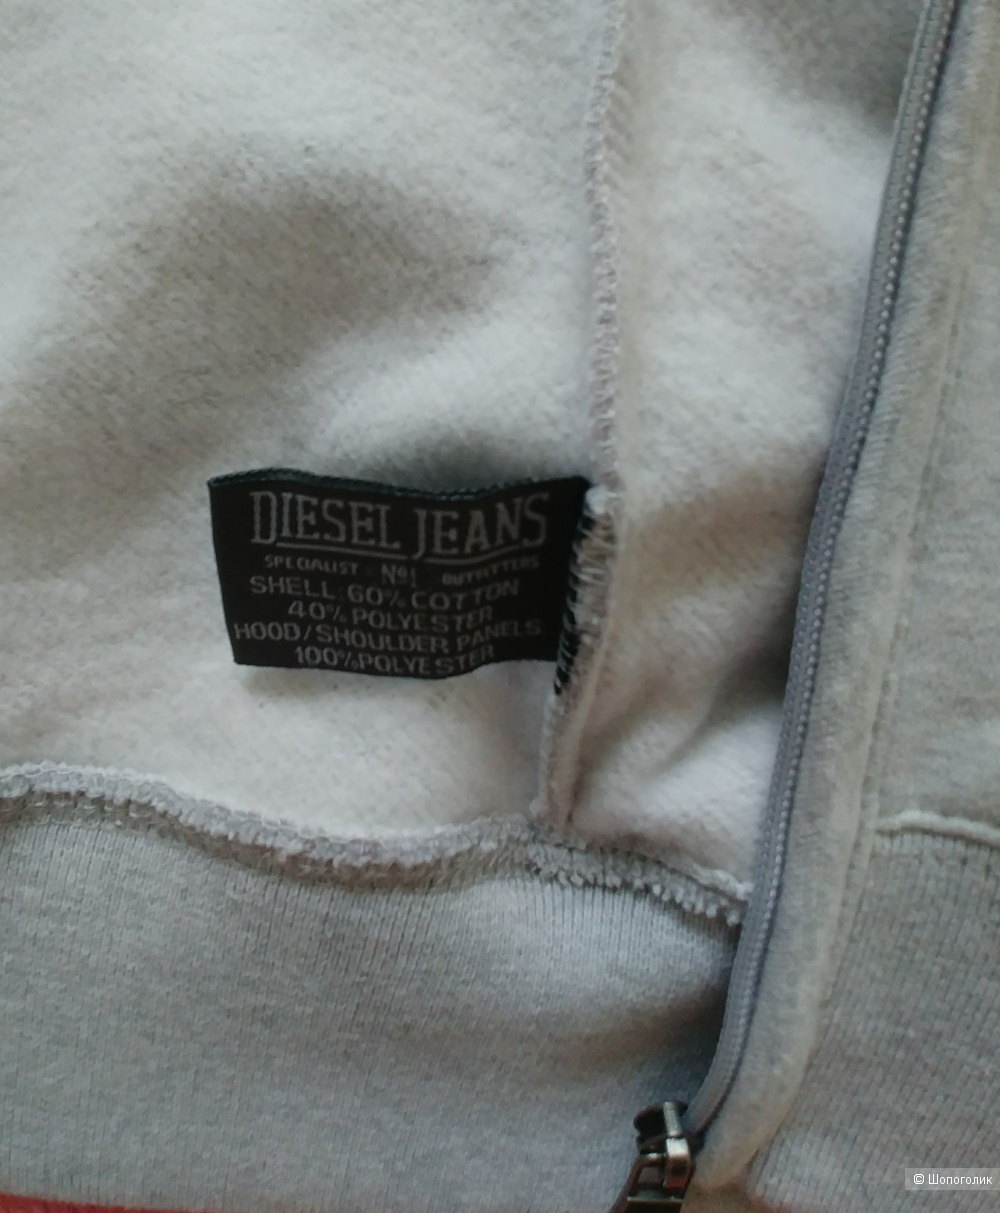 DIESEL JEANS
SPECIALIST Nº1 OUTFITTERS
SHELL: 60% COTTON
40% POLYESTER
HOOD/SHOULDER PANELS:
100%POLYESTER
© Шопоголик